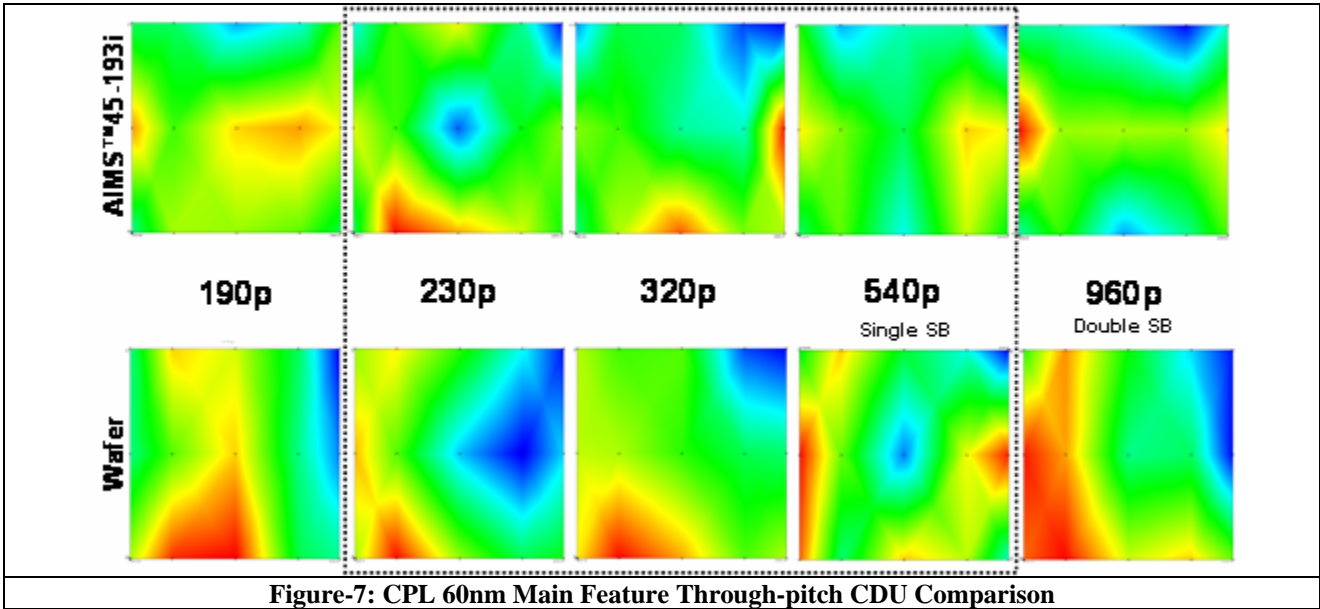 AIMS™45-193i
190p
230p
320p
540p
Single SB
960p
Double SB
Wafer
Figure-7: CPL 60nm Main Feature Through-pitch CDU Comparison